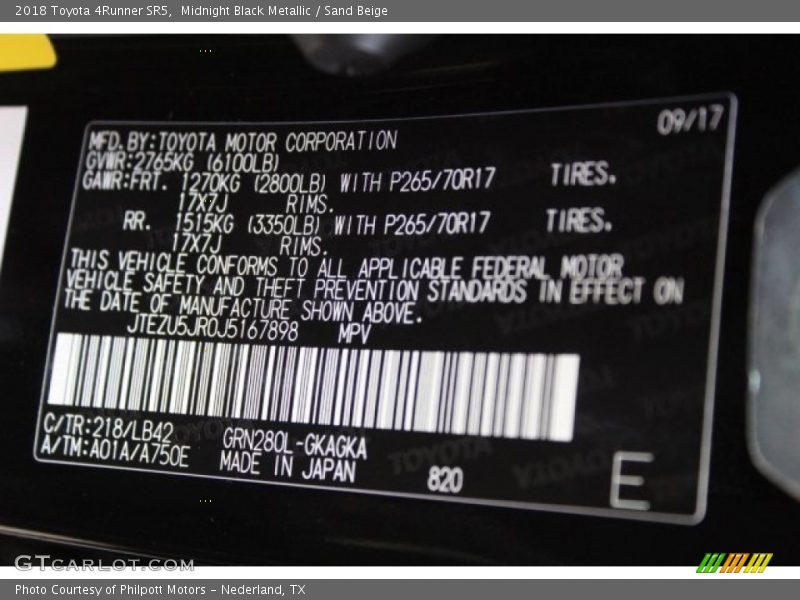 2018 Toyota 4Runner SR5,  Midnight Black Metallic / Sand Beige
09/17
MFD.BY:TOYOTA MOTOR CORPORATION
GVWR:2765KG (6100LB)
GAWR:FRT. 1270KG (2800LB) WITH P265/70R17 TIRES.
17X7J RIMS.
RR. 1515KG (3350LB) WITH P265/70R17 TIRES.
17X7J RIMS.
THIS VEHICLE CONFORMS TO ALL APPLICABLE FEDERAL MOTOR
VEHICLE SAFETY AND THEFT PREVENTION STANDARDS IN EFFECT ON
THE DATE OF MANUFACTURE SHOWN ABOVE.
JTEZU5JR0J5167898 MPV
C/TR:218/LB42 GRN280L-GKAGKA
A/TM:A01A/A750E MADE IN JAPAN 820 E
GTCARLOT.COM
Photo Courtesy of Philpott Motors - Nederland, TX